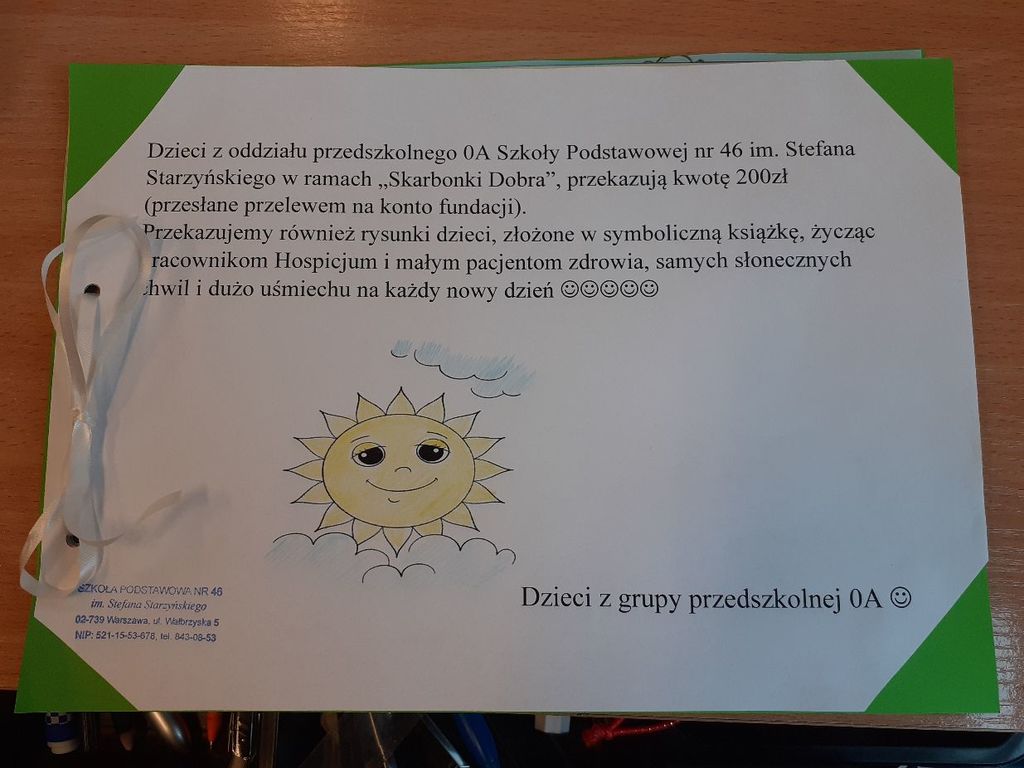 Dzieci z oddziału przedszkolnego 0A Szkoły Podstawowej nr 46 im. Stefana
Starzyńskiego w ramach „Skarbonki Dobra”, przekazują kwotę 200zł
(przesłane przelewem na konto fundacji).
Przekazujemy również rysunki dzieci, złożone w symboliczną książkę, życząc
racownikom Hospicjum i małym pacjentom zdrowia, samych słonecznych
hwil i dużo uśmiechu na każdy nowy dzień ☺☺☺☺☺
Dzieci z grupy przedszkolnej 0A ☺
SZKOŁA PODSTAWOWA NR 46
im. Stefana Starzyńskiego
02-739 Warszawa, ul. Wałbrzyska 5
NIP: 521-15-53-678, tel. 843-08-53